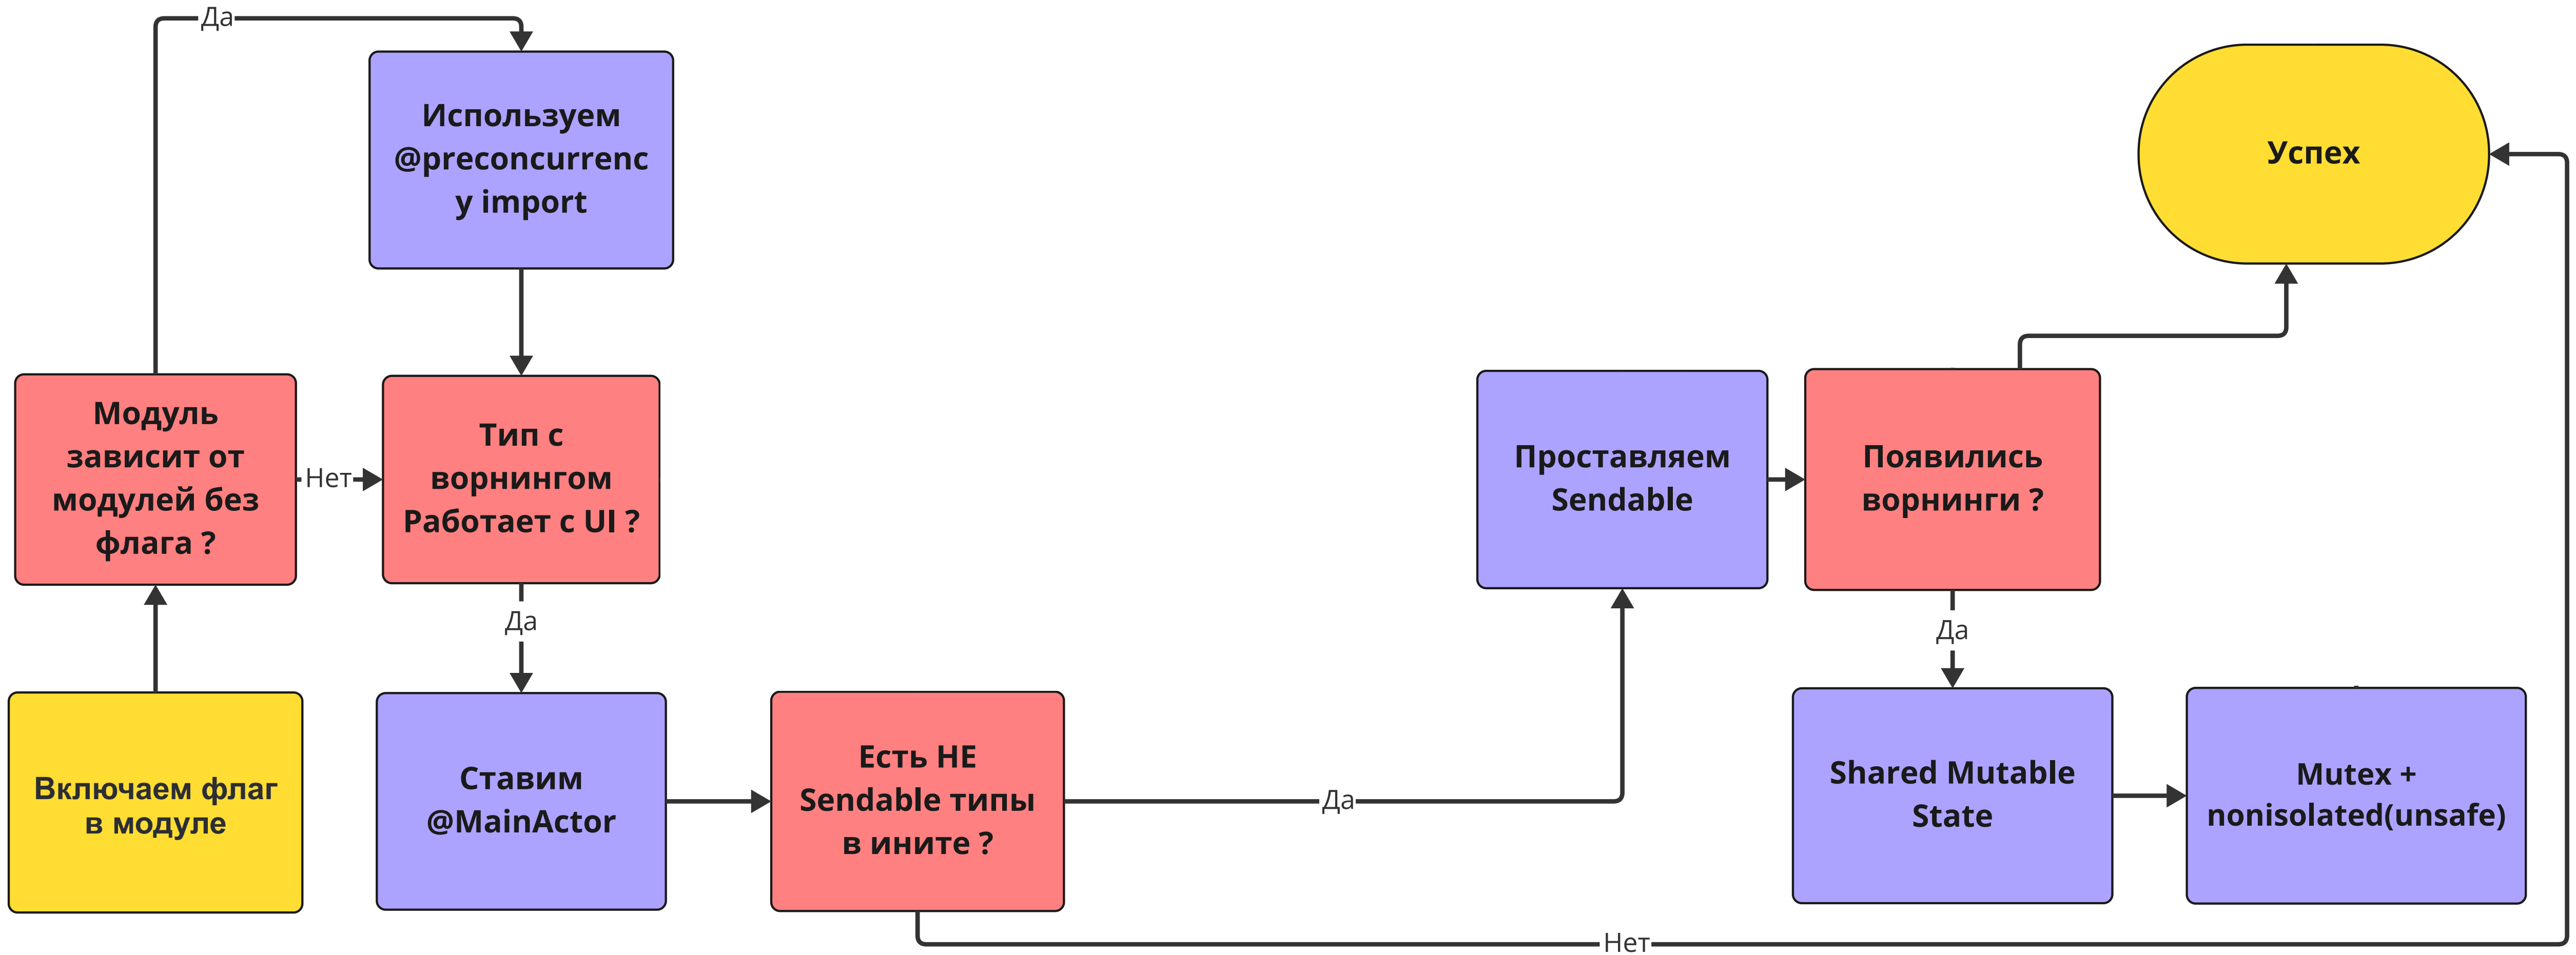 Да
Используем
@preconcurrenc
y import
Успех
Модуль
зависит от
модулей без
флага ?
Нет
Тип с
ворнингом
Работает с UI ?
Проставляем
Sendable
Появились
ворнинги ?
Да
Да
Включаем флаг
в модуле
Ставим
@MainActor
Есть НЕ
Sendable типы
в ините ?
Да
Shared Mutable
State
Mutex +
nonisolated(unsafe)
Нет